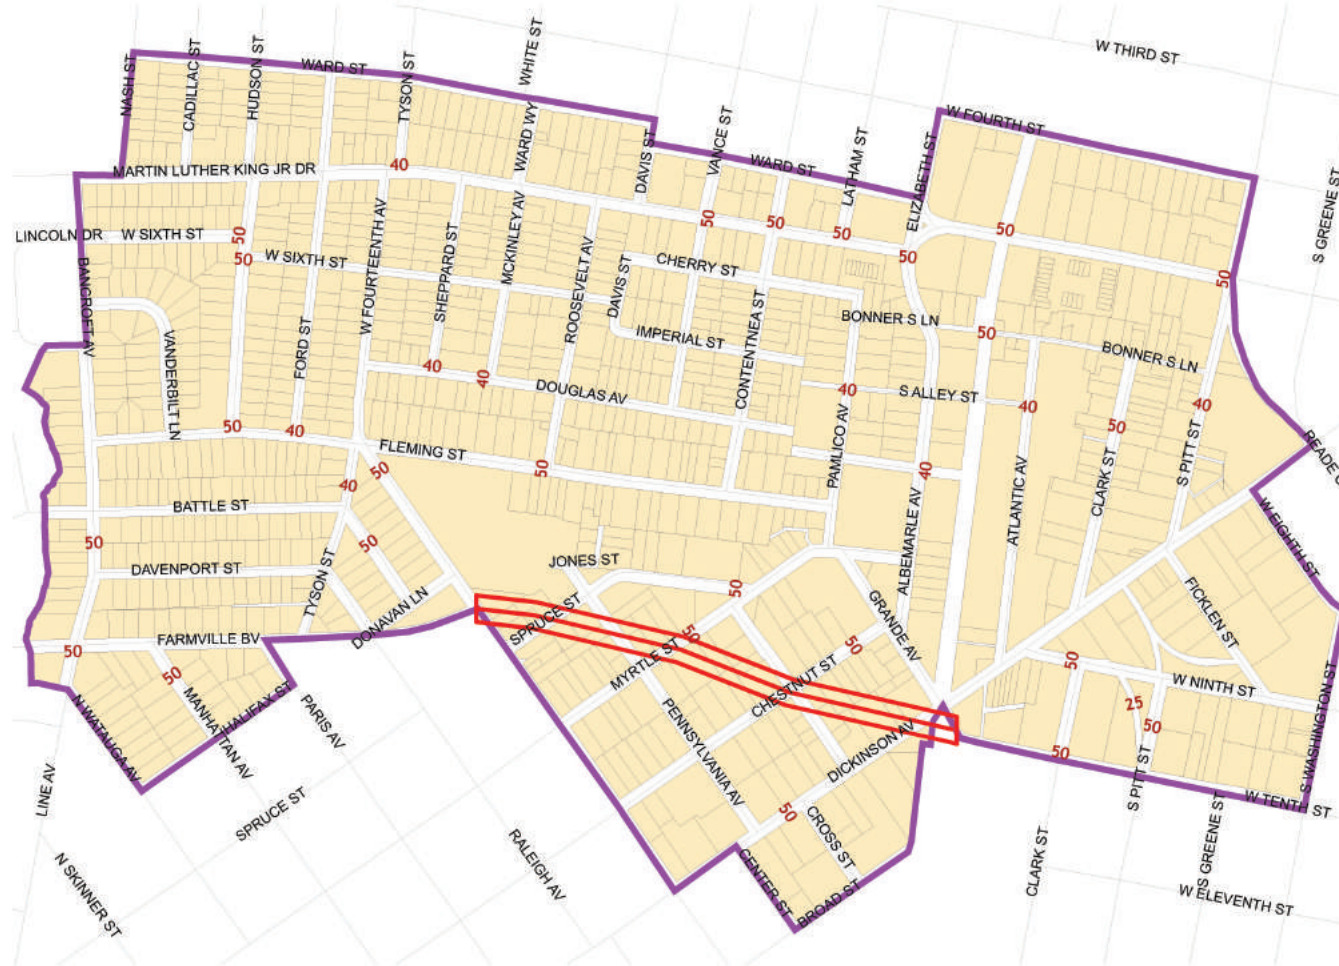 W THIRD ST
WHITE ST
CADILLAC ST
HUDSON ST
WARD ST
TYSON ST
NASH ST
W FOURTH ST
WARD WY
DAVIS ST
VANCE ST
WARD ST
LATHAM ST
ELIZABETH ST
S GREENE ST
MARTIN LUTHER KING JR DR
40
LINCOLN DR
W SIXTH ST
50
50
50
50
50
50
50
W SIXTH ST
50
BANCROFT AV
W FOURTEENTH AV
SHEPPARD ST
MCKINLEY AV
ROOSEVELT AV
DAVIS ST
CHERRY ST
CONTENTNEA ST
IMPERIAL ST
BONNER S LN
50
BONNER S LN
VANDERBILT LN
FORD ST
40
40
DOUGLAS AV
40
S ALLEY ST
40
40
50
40
50
FLEMING ST
50
50
PAMLICO AV
40
ALBEMARLE AV
ATLANTIC AV
CLARK ST
50
S PITT ST
READE C
40
BATTLE ST
50
50
W EIGHTH ST
DAVENPORT ST
TYSON ST
JONES ST
50
GRANDE AV
FICKLEN ST
DONAVAN LN
SPRUCE ST
FARMVILLE BV
50
50
MYRTLE ST
50
50
CHESTNUT ST
50
W NINTH ST
50
MANHATTAN AV
HALIFAX ST
N WATAUGA AV
PARIS AV
PENNSYLVANIA AV
DICKINSON AV
25
50
50
S PITT ST
S WASHINGTON ST
W TENTH ST
LINE AV
SPRUCE ST
RALEIGH AV
50
CROSS ST
CENTER ST
BROAD ST
CLARK ST
S GREENE ST
W ELEVENTH ST
N SKINNER ST